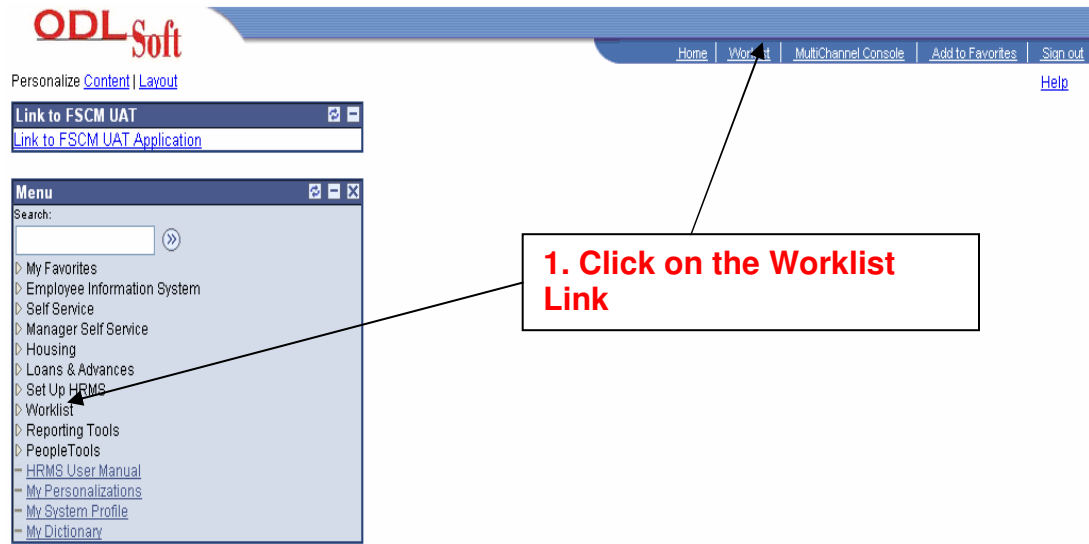 ODL Soft
Home | Worklist | MultiChannel Console | Add to Favorites | Sign out
Personalize Content | Layout
Help
Link to FSCM UAT
Link to FSCM UAT Application
Menu
Search:
My Favorites
Employee Information System
Self Service
Manager Self Service
Housing
Loans & Advances
Set Up HRMS
Worklist
Reporting Tools
PeopleTools
HRMS User Manual
My Personalizations
My System Profile
My Dictionary
1. Click on the Worklist
Link